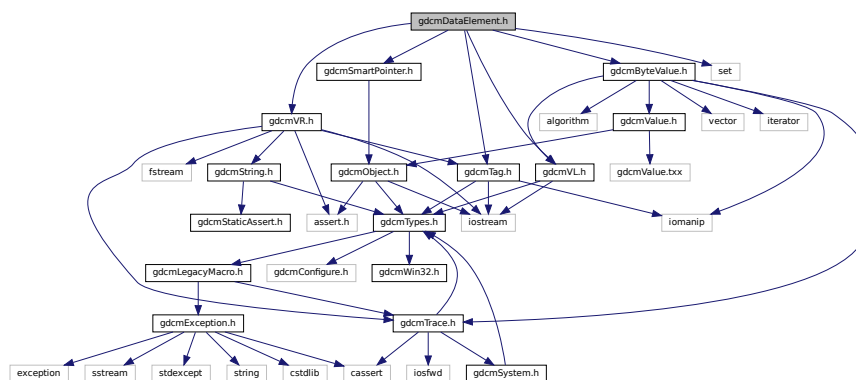 gdcmDataElement.h
gdcmSmartPointer.h
gdcmByteValue.h
set
gdcmVR.h
algorithm
gdcmValue.h
vector
iterator
fstream
gdcmString.h
gdcmObject.h
gdcmTag.h
gdcmVL.h
gdcmValue.txx
gdcmStaticAssert.h
assert.h
gdcmTypes.h
iostream
iomanip
gdcmLegacyMacro.h
gdcmConfigure.h
gdcmWin32.h
gdcmException.h
gdcmTrace.h
exception
sstream
stdexcept
string
cstdlib
cassert
iosfwd
gdcmSystem.h